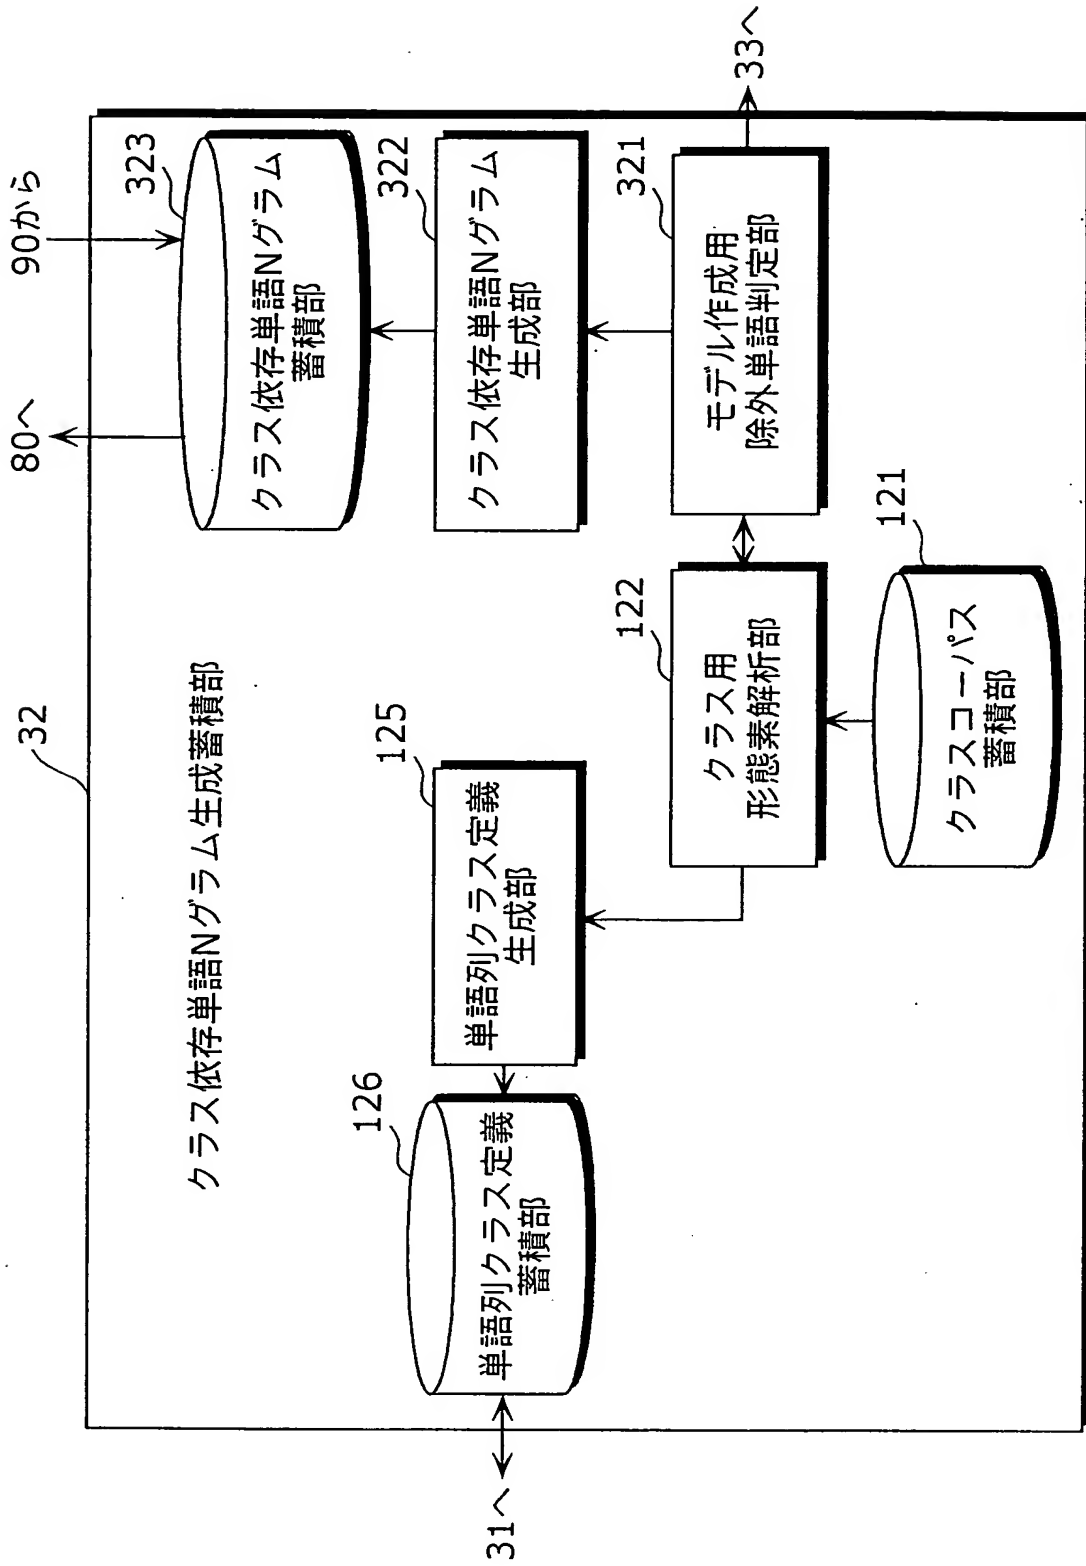 32
クラス依存単語Nグラム生成蓄積部
80へ
90から
31へ
126
単語列クラス定義
蓄積部
125
単語列クラス定義
生成部
323
クラス依存単語Nグラム
蓄積部
322
クラス依存単語Nグラム
生成部
122
クラス用
形態素解析部
321
モデル作成用
除外単語判定部
33へ
121
クラスコーパス
蓄積部